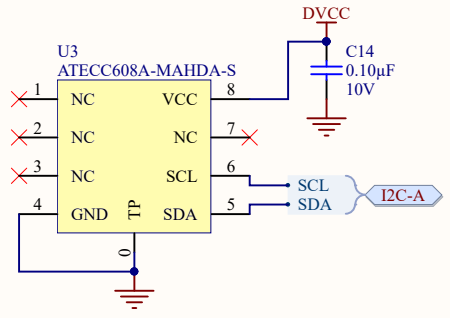 DVCC
U3
ATECC608A-MAHDA-S
C14
0.10µF
10V
1 NC VCC 8
2 NC NC 7
3 NC SCL 6 SCL
4 GND TP SDA 5 SDA
I2C-A
0